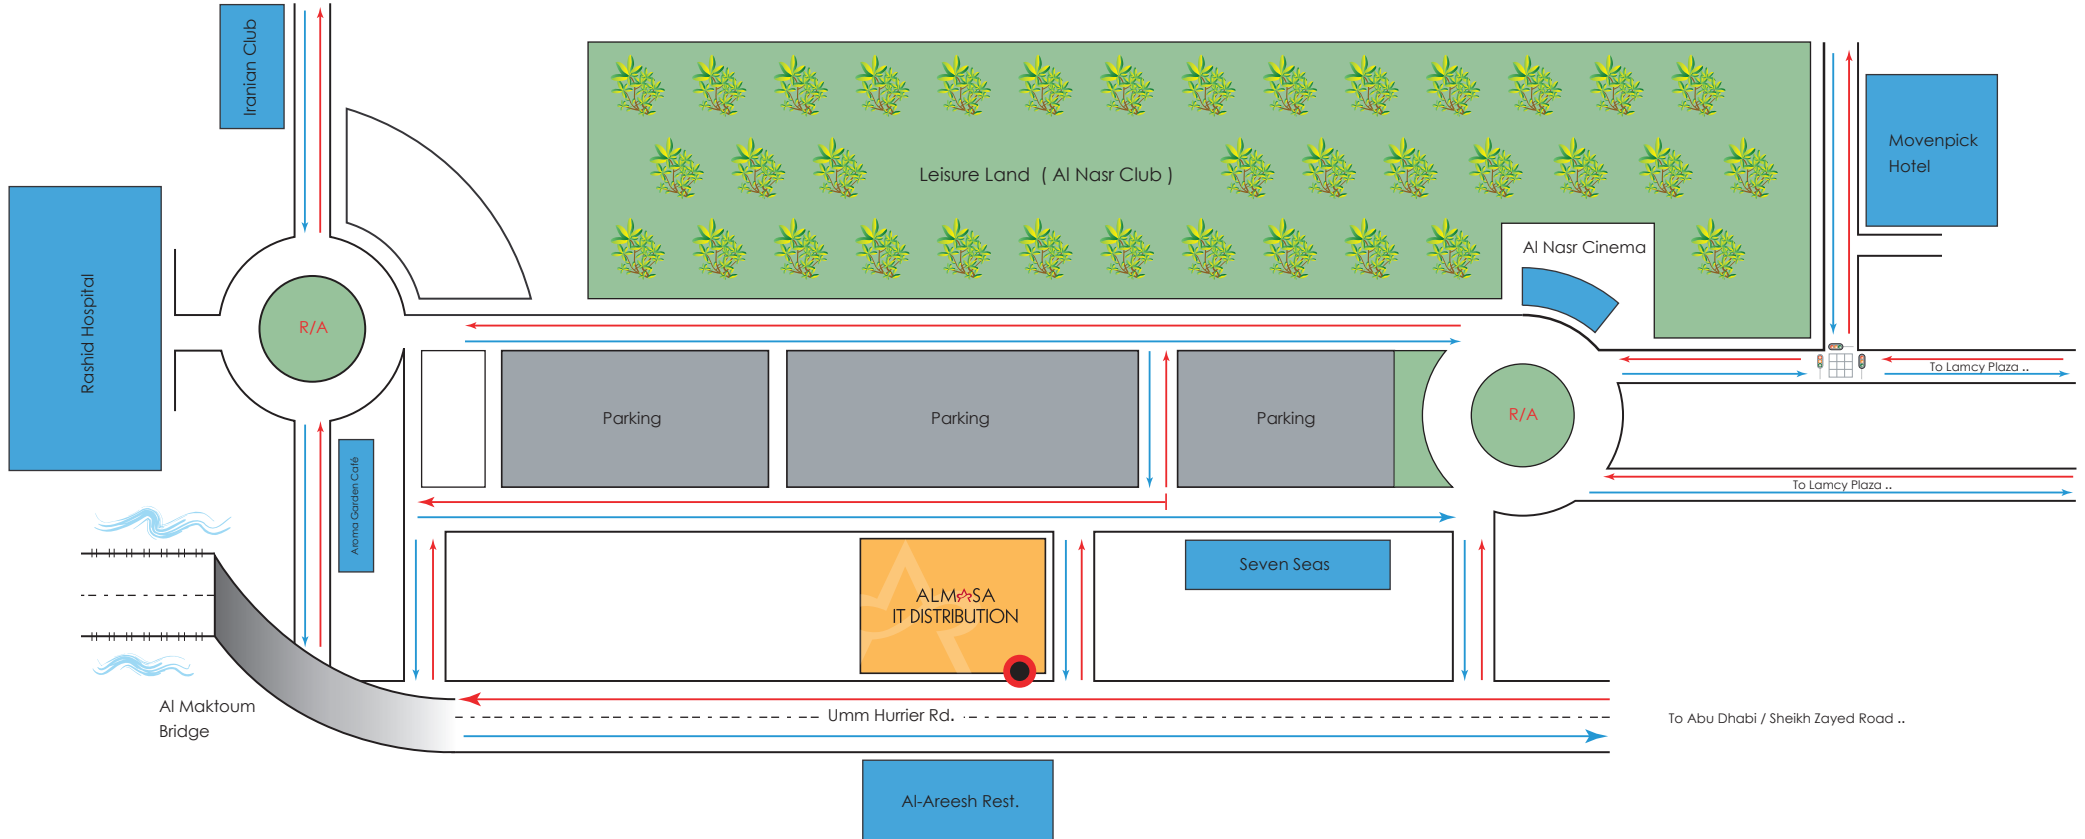 Iranian Club
Movenpick
Hotel
Leisure Land ( Al Nasr Club )
Al Nasr Cinema
Rashid Hospital
R/A
To Lamcy Plaza ..
Parking
Parking
Parking
R/A
To Lamcy Plaza ..
Aroma Garden Café
Seven Seas
ALMASA
IT DISTRIBUTION
Al Maktoum
Bridge
Umm Hurrier Rd.
To Abu Dhabi / Sheikh Zayed Road ..
Al-Areesh Rest.